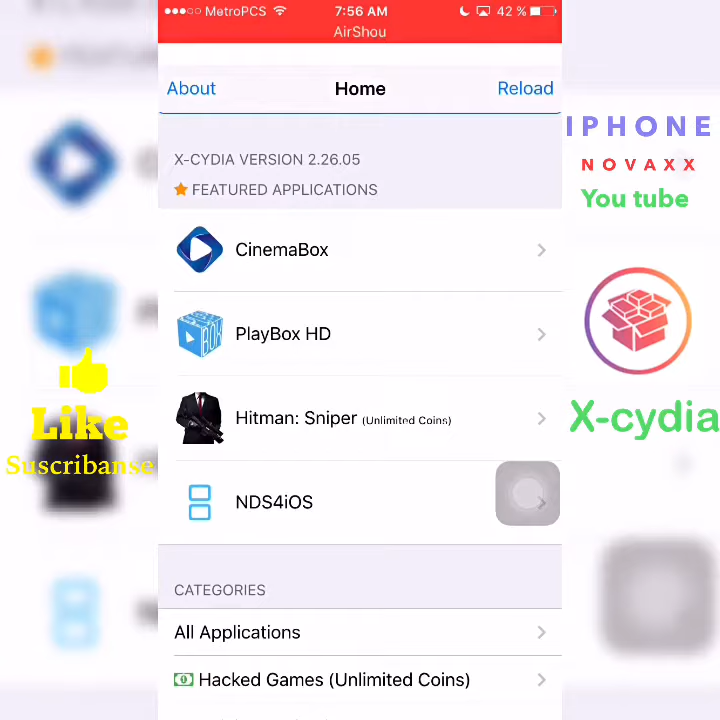 MetroPCS 7:56 AM 42 %
AirShou
About Home Reload
X-CYDIA VERSION 2.26.05
FEATURED APPLICATIONS
CinemaBox
PlayBox HD
Hitman: Sniper (Unlimited Coins)
NDS4iOS
CATEGORIES
All Applications
Hacked Games (Unlimited Coins)
Like
Suscribanse
IPHONE
NOVAXX
You tube
X-cydia